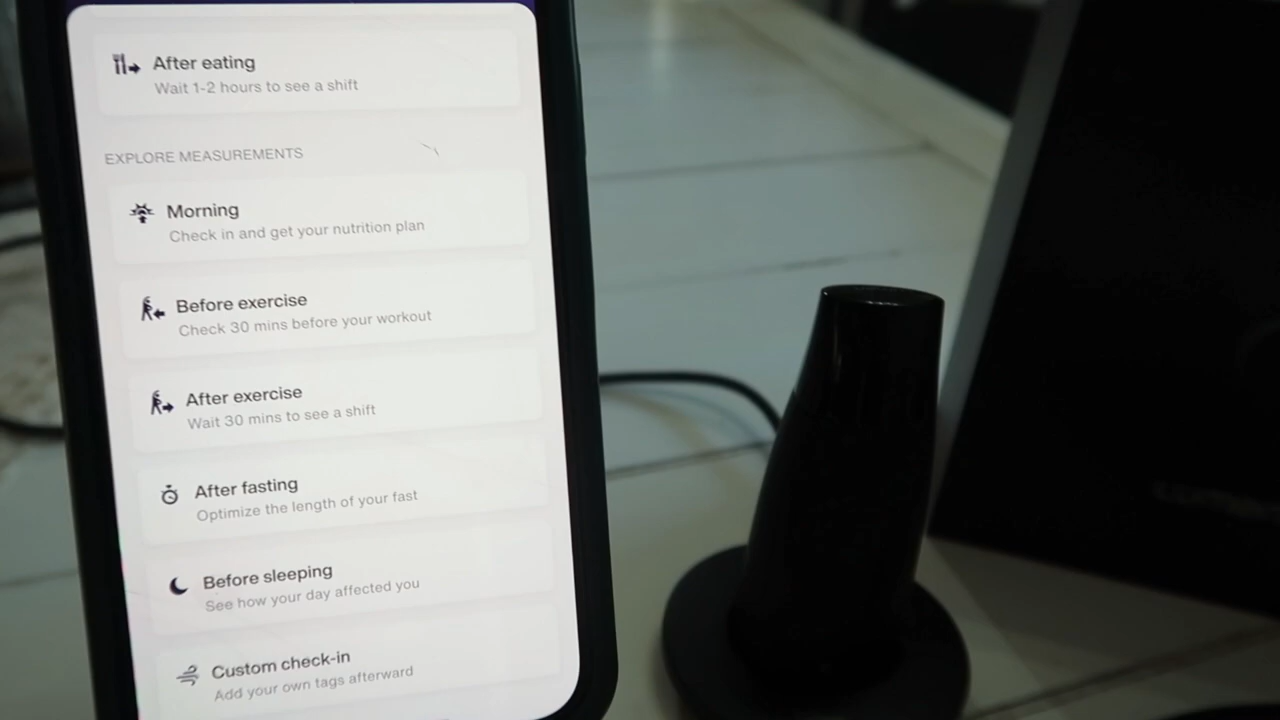 After eating
Wait 1-2 hours to see a shift
EXPLORE MEASUREMENTS
Morning
Check in and get your nutrition plan
Before exercise
Check 30 mins before your workout
After exercise
Wait 30 mins to see a shift
After fasting
Optimize the length of your fast
Before sleeping
See how your day affected you
Custom check-in
Add your own tags afterward